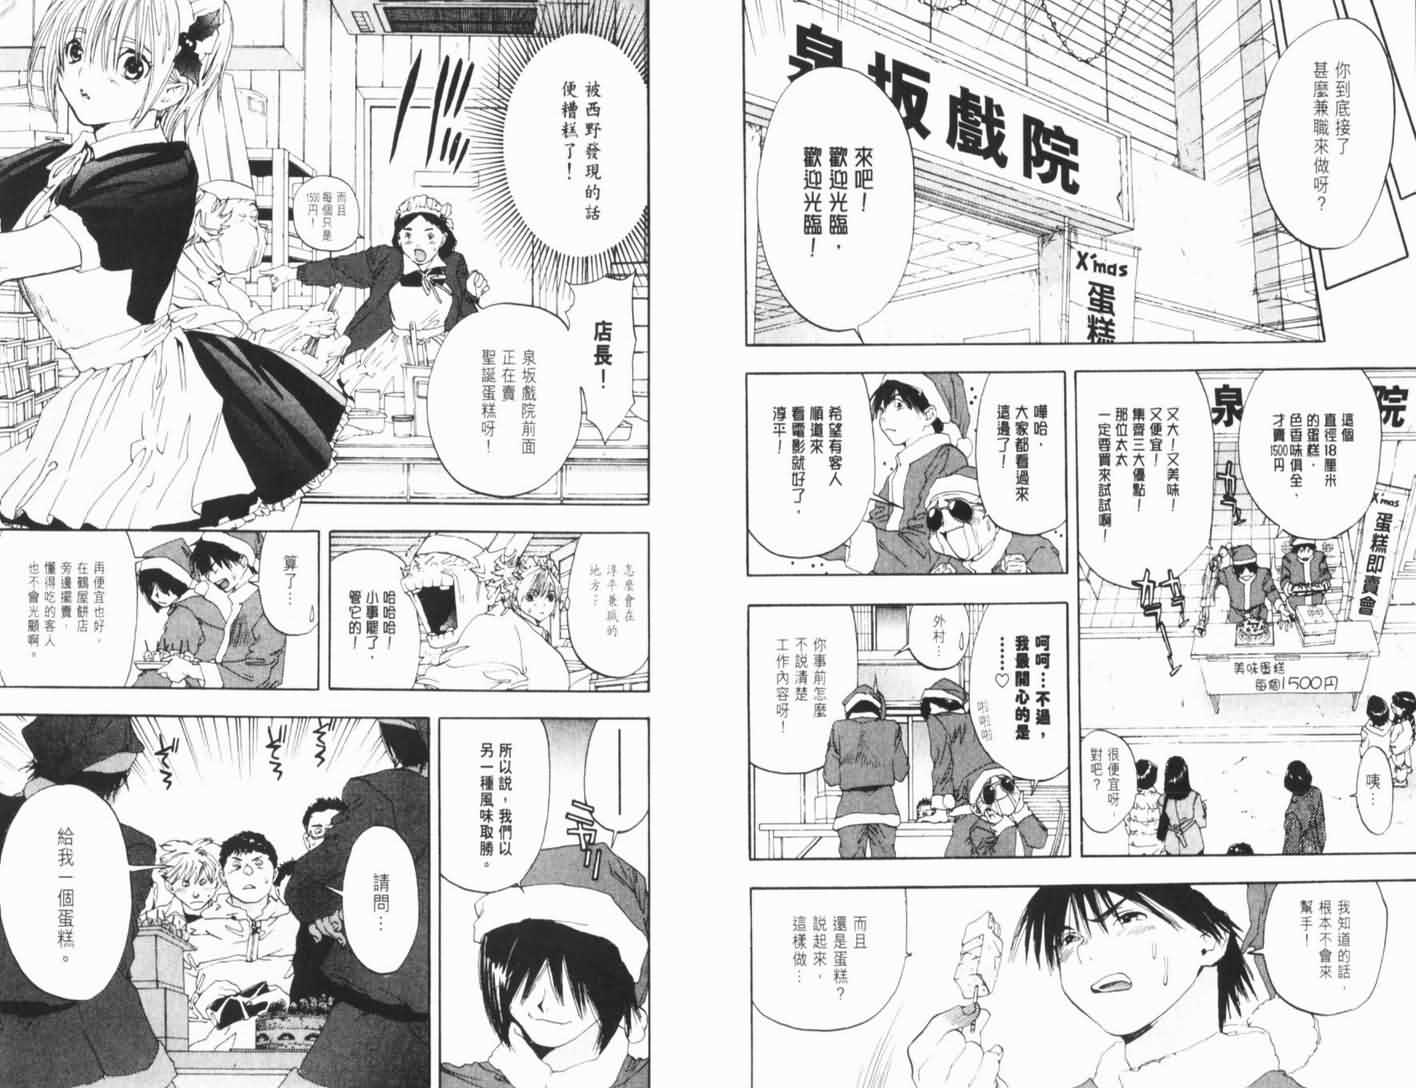 你到底接了
甚麼兼職來做呀？
泉坂戲院
來吧！
歡迎光臨，
歡迎光臨！
X'mas
蛋糕
泉
院
這個
直徑18厘米
的蛋糕，
色香味俱全、
才賣1500円
又大！又美味！
又便宜！
集齊三大優點！
那位太太
一定要買來試試啊！
X'mas
蛋糕即賣會
美味蛋糕
每個1500円
很便宜呀
對吧？
咦…
嘩哈，
大家都看過來
這邊了！
希望有客人
順道來
看電影就好了，
淳平！
呵呵…不過，
我最開心的是
……♡
啦啦啦
外村…
你事前怎麼
不說清楚
工作內容呀！
我知道的話，
根本不會來
幫手！
而且
還是蛋糕？
說起來，
這樣做…
被西野發現的話
便糟糕了！
店長！
泉坂戲院前面
正在賣
聖誕蛋糕呀！
而且
每個只是
1500円！
怎麼會在
淳平兼職的
地方…
哈哈哈！
小事罷了，
管它的！
算了…
再便宜也好，
在鶴屋餅店
旁邊擺賣，
懂得吃的客人
也不會光顧啊。
所以說，我們以
另一種風味取勝。
請問…
給我一個蛋糕。